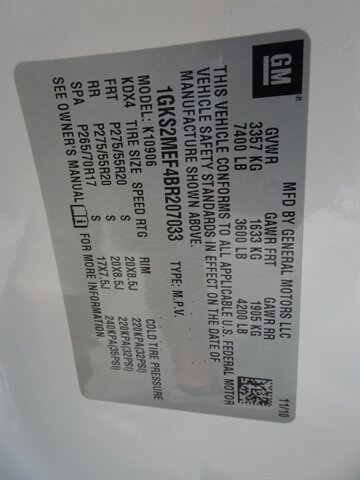 GM ®
MFD BY GENERAL MOTORS LLC 11/10
GVWR GAWR FRT GAWR RR
3357 KG 1633 KG 1905 KG
7400 LB 3600 LB 4200 LB
THIS VEHICLE CONFORMS TO ALL APPLICABLE U.S. FEDERAL MOTOR
VEHICLE SAFETY STANDARDS IN EFFECT ON THE DATE OF
MANUFACTURE SHOWN ABOVE.
1GKS2MEF4BR207033 TYPE: M.P.V.
MODEL: K10906
KDX4 TIRE SIZE SPEED RTG RIM COLD TIRE PRESSURE
FRT P275/55R20 S 20X8.5J 220KPA(32PSI)
RR P275/55R20 S 20X8.5J 220KPA(32PSI)
SPA P265/70R17 S 17X7.5J 240KPA(35PSI)
SEE OWNER'S MANUAL FOR MORE INFORMATION.